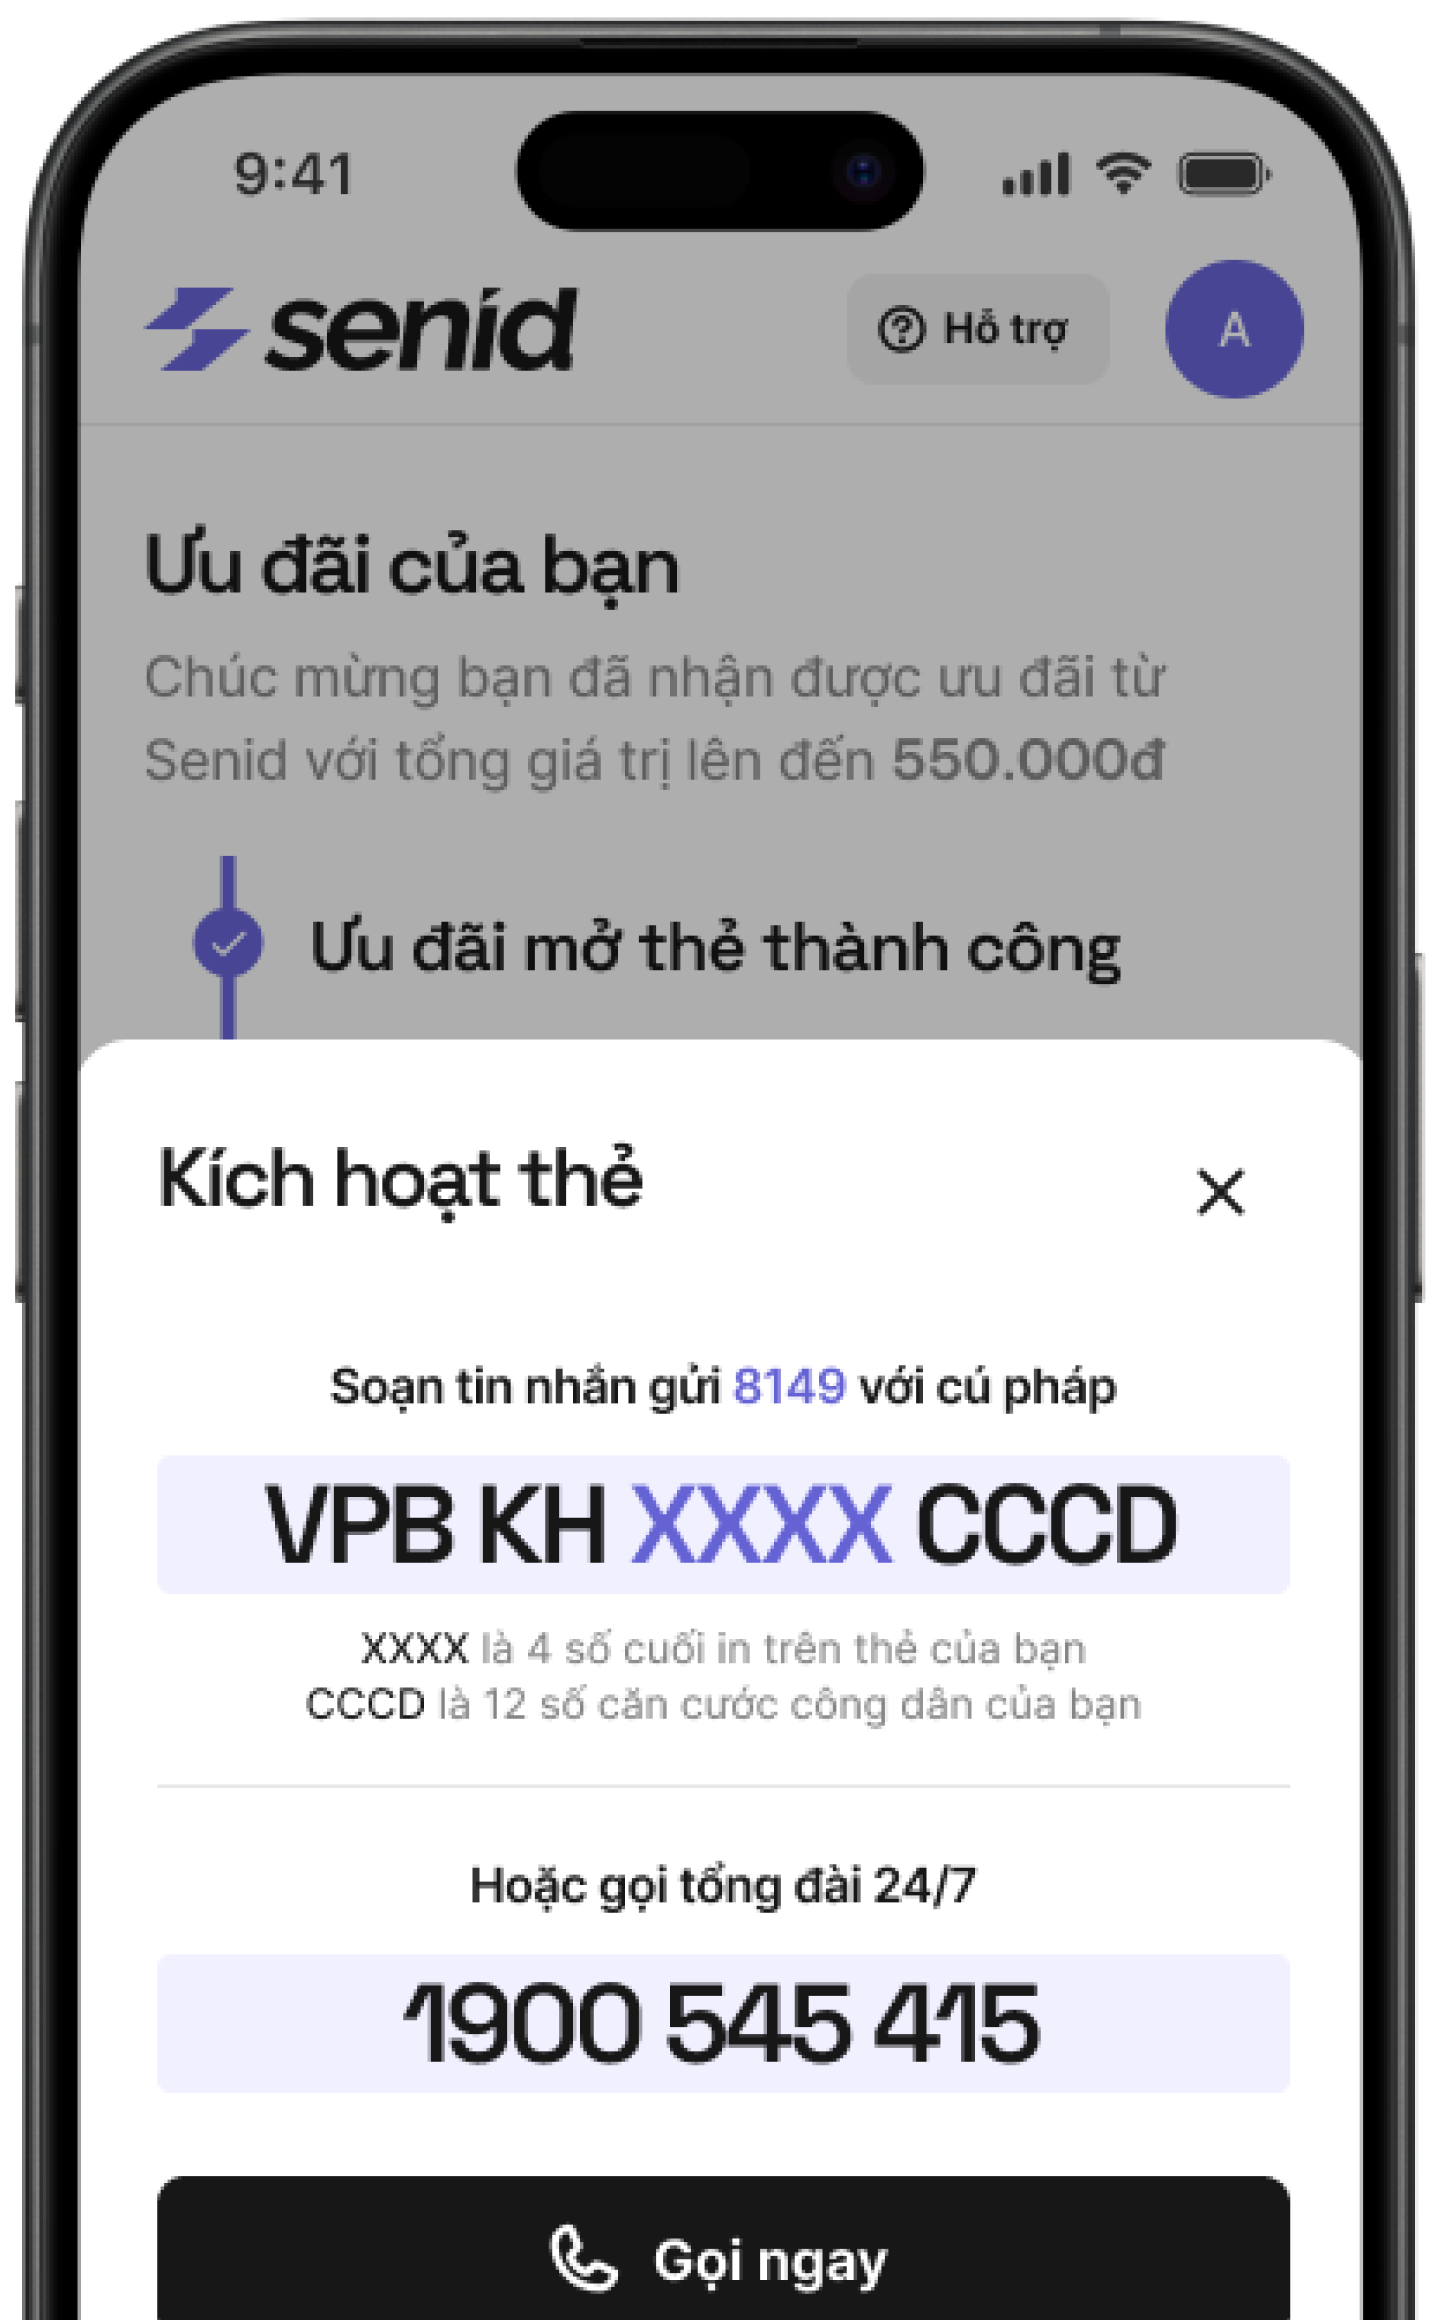 9:41
senid
Hỗ trợ
A
Ưu đãi của bạn
Chúc mừng bạn đã nhận được ưu đãi từ
Senid với tổng giá trị lên đến 550.000đ
Ưu đãi mở thẻ thành công
Kích hoạt thẻ
Soạn tin nhắn gửi 8149 với cú pháp
VPB KH XXXX CCCD
XXXX là 4 số cuối in trên thẻ của bạn
CCCD là 12 số căn cước công dân của bạn
Hoặc gọi tổng đài 24/7
1900 545 415
Gọi ngay